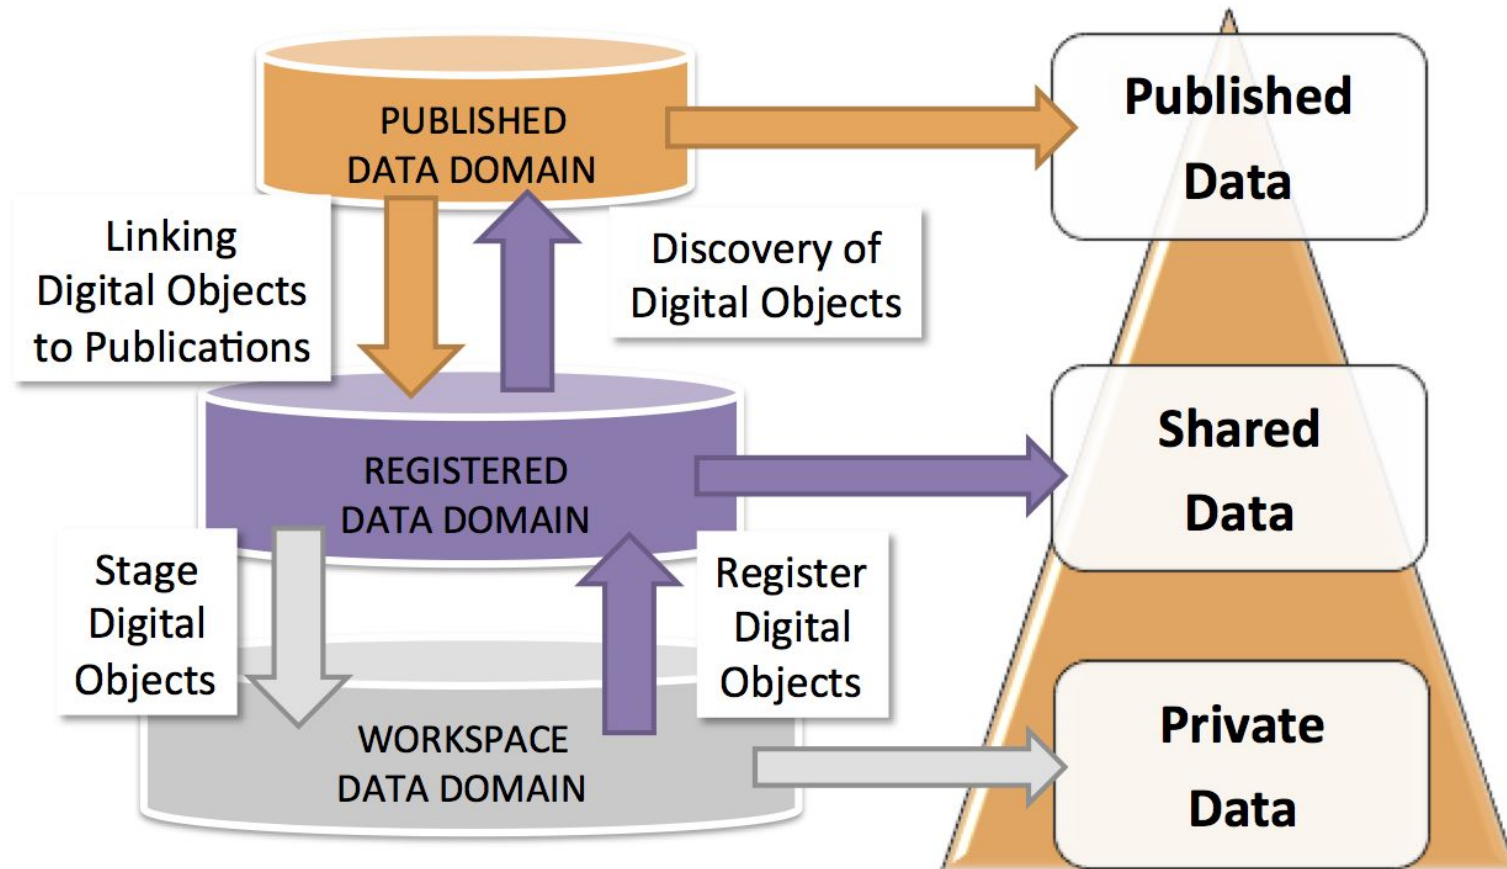 PUBLISHED
DATA DOMAIN
Published
Data
Linking
Digital Objects
to Publications
Discovery of
Digital Objects
REGISTERED
DATA DOMAIN
Shared
Data
Stage
Digital
Objects
Register
Digital
Objects
WORKSPACE
DATA DOMAIN
Private
Data